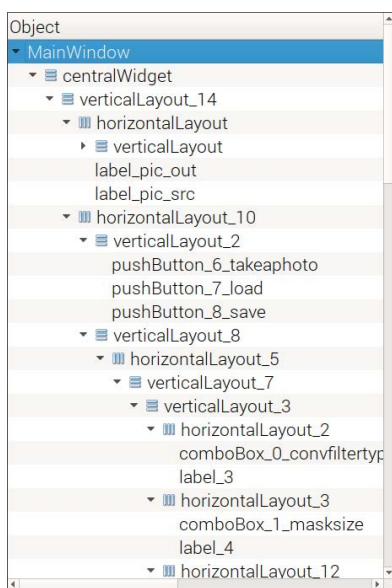 Object
MainWindow
centralWidget
verticalLayout_14
horizontalLayout
verticalLayout
label_pic_out
label_pic_src
horizontalLayout_10
verticalLayout_2
pushButton_6_takeaphoto
pushButton_7_load
pushButton_8_save
verticalLayout_8
horizontalLayout_5
verticalLayout_7
verticalLayout_3
horizontalLayout_2
comboBox_0_convfiltertyp
label_3
horizontalLayout_3
comboBox_1_masksize
label_4
horizontalLayout_12